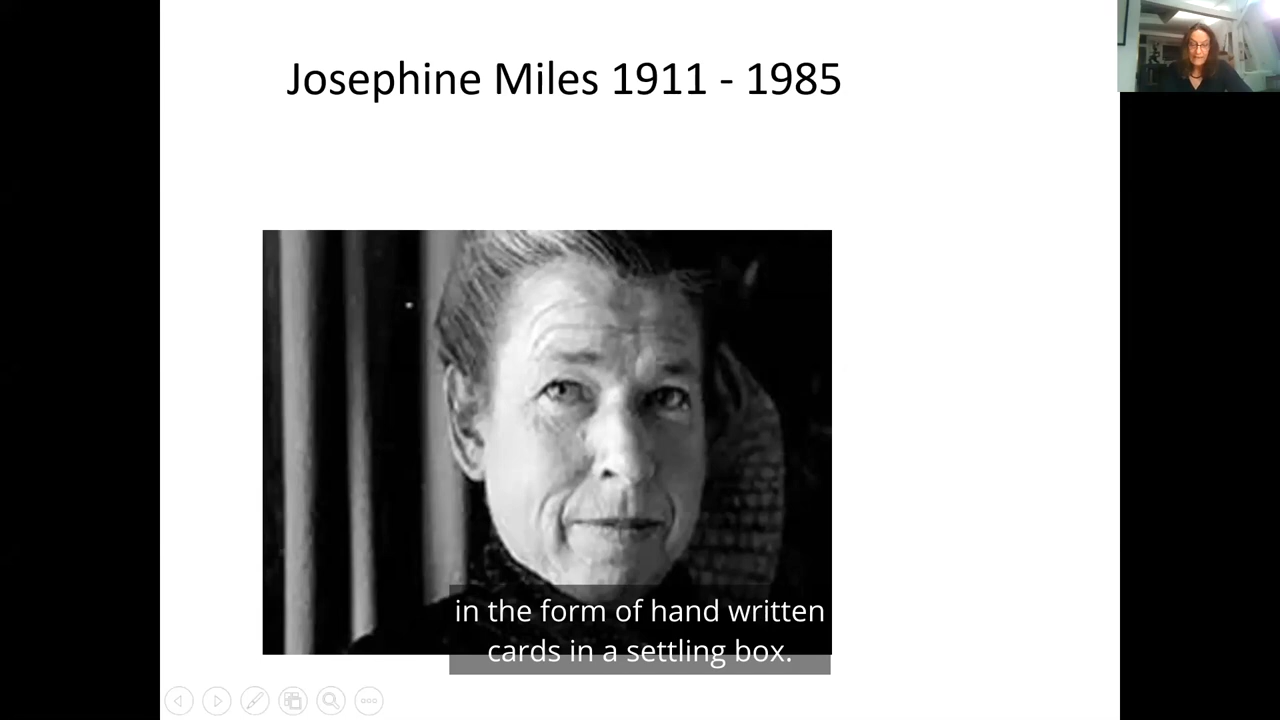 Josephine Miles 1911 - 1985
in the form of hand written
cards in a settling box.